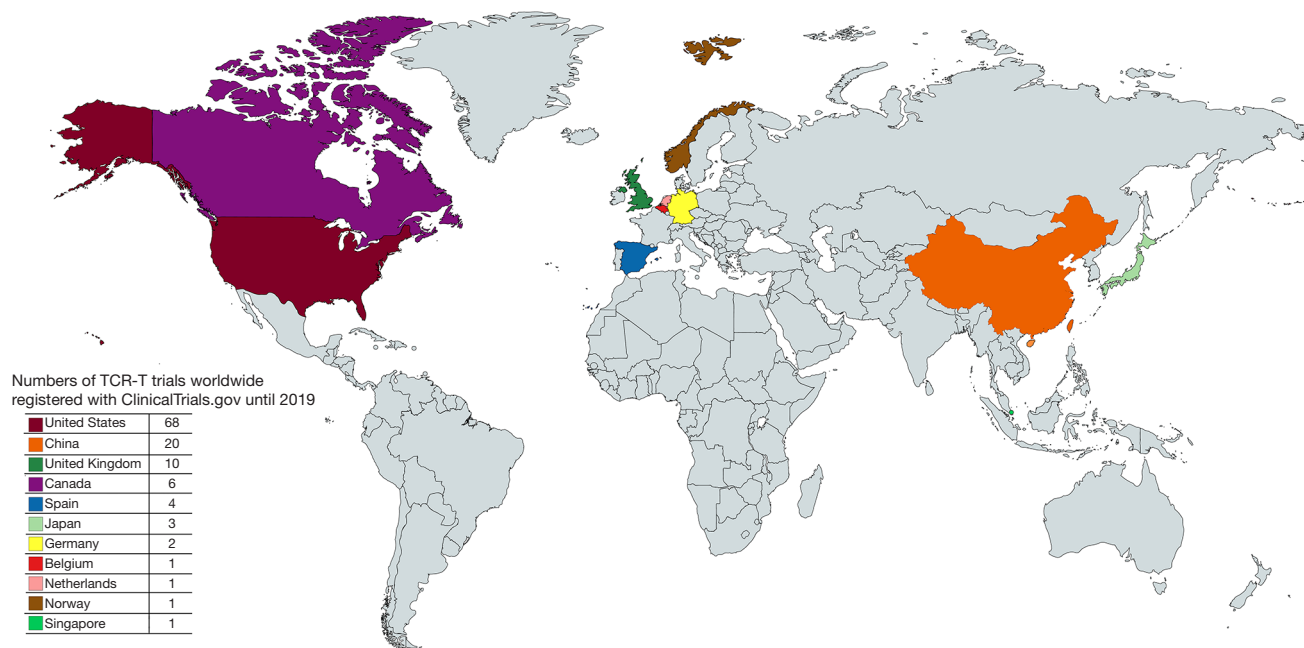 Numbers of TCR-T trials worldwide
registered with ClinicalTrials.gov until 2019
United States 68
China 20
United Kingdom 10
Canada 6
Spain 4
Japan 3
Germany 2
Belgium 1
Netherlands 1
Norway 1
Singapore 1